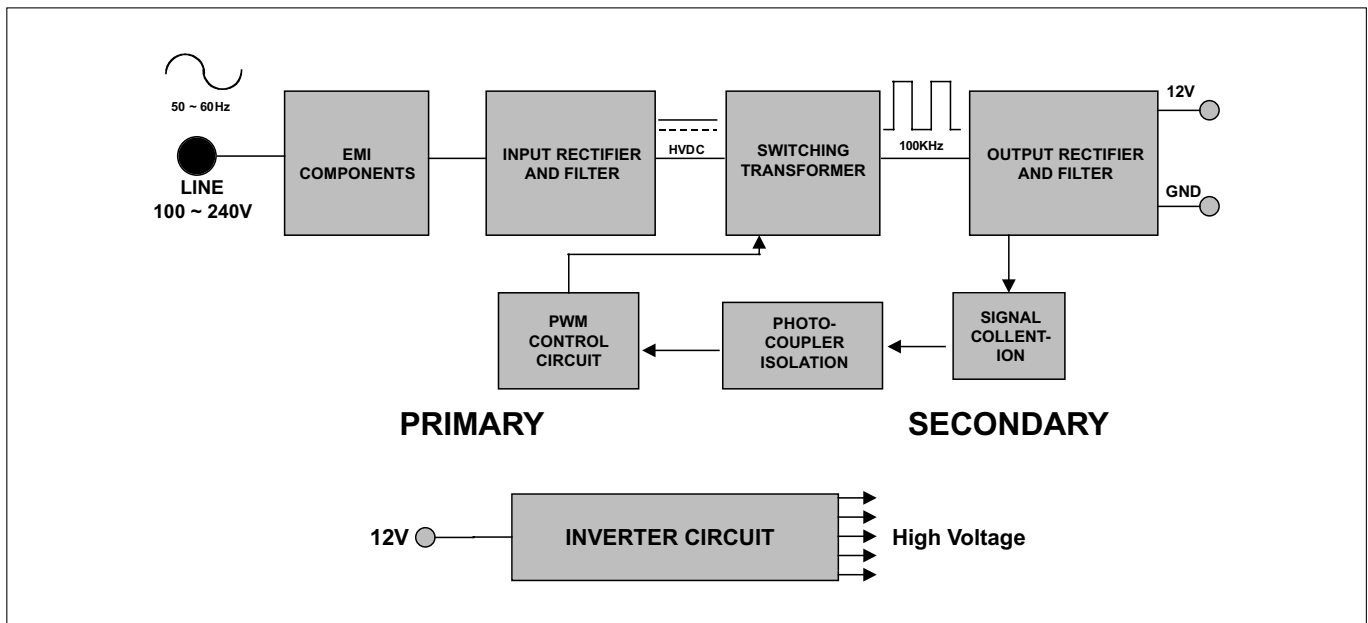 50 ~ 60Hz
LINE
100 ~ 240V
EMI
COMPONENTS
INPUT RECTIFIER
AND FILTER
HVDC
SWITCHING
TRANSFORMER
100KHz
OUTPUT RECTIFIER
AND FILTER
12V
GND
PWM
CONTROL
CIRCUIT
PHOTO-
COUPLER
ISOLATION
SIGNAL
COLLENT-
ION
PRIMARY
SECONDARY
12V
INVERTER CIRCUIT
High Voltage